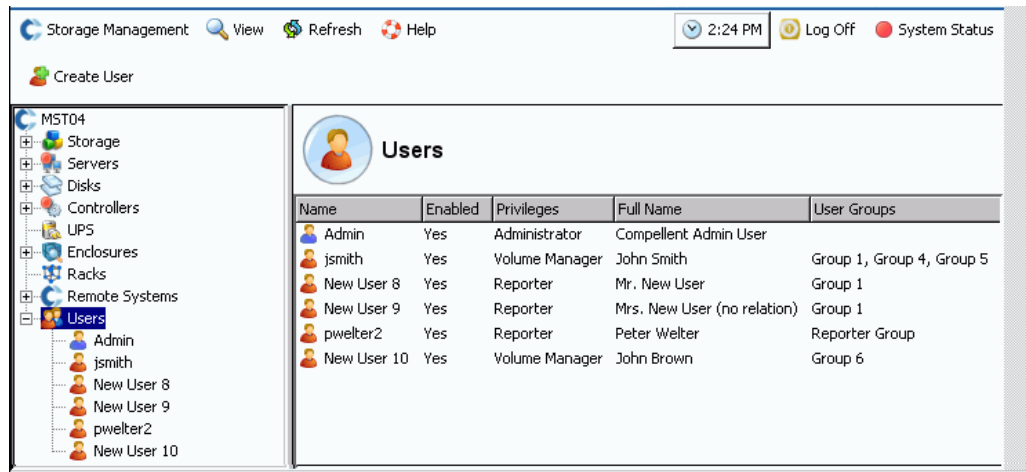 Storage Management View Refresh Help 2:24 PM Log Off System Status
Create User
MST04
Storage
Servers
Disks
Controllers
UPS
Enclosures
Racks
Remote Systems
Users
Admin
jsmith
New User 8
New User 9
pwelter2
New User 10
Users
Name Enabled Privileges Full Name User Groups
Admin Yes Administrator Compellent Admin User
jsmith Yes Volume Manager John Smith Group 1, Group 4, Group 5
New User 8 Yes Reporter Mr. New User Group 1
New User 9 Yes Reporter Mrs. New User (no relation) Group 1
pwelter2 Yes Reporter Peter Welter Reporter Group
New User 10 Yes Volume Manager John Brown Group 6